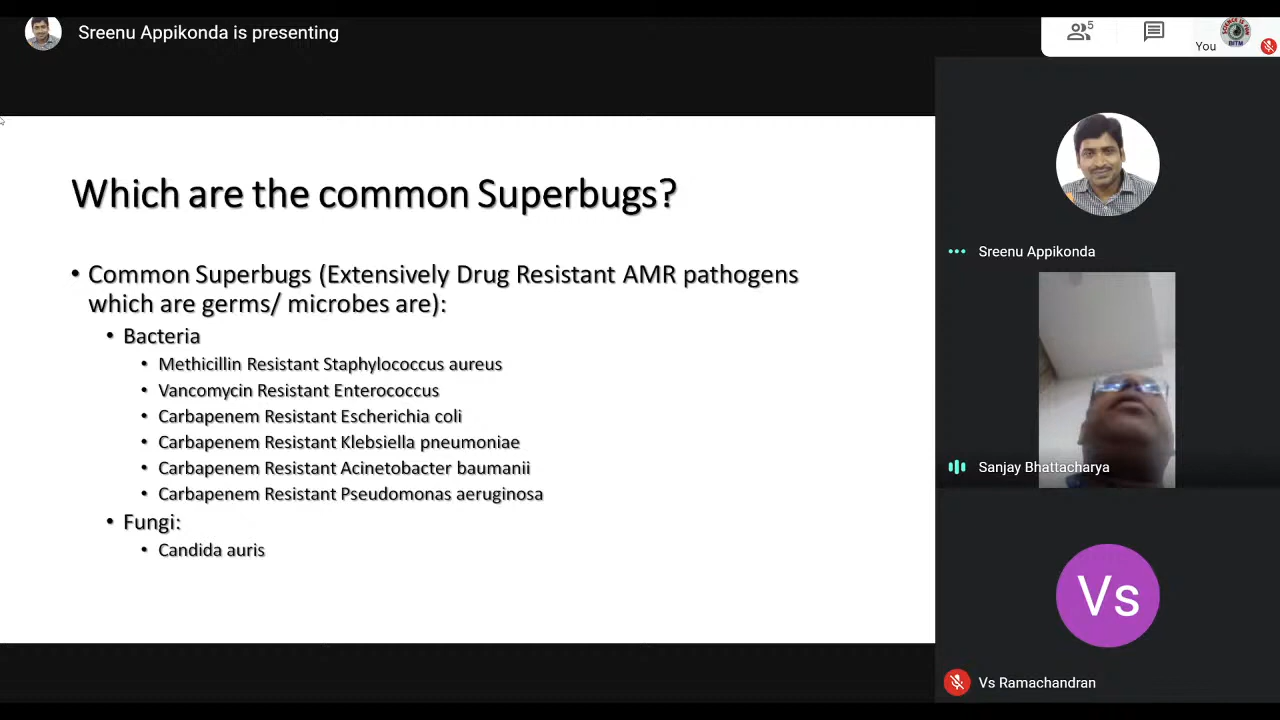 Sreenu Appikonda is presenting
5
You
Which are the common Superbugs?
• Common Superbugs (Extensively Drug Resistant AMR pathogens
which are germs/ microbes are):
• Bacteria
• Methicillin Resistant Staphylococcus aureus
• Vancomycin Resistant Enterococcus
• Carbapenem Resistant Escherichia coli
• Carbapenem Resistant Klebsiella pneumoniae
• Carbapenem Resistant Acinetobacter baumanii
• Carbapenem Resistant Pseudomonas aeruginosa
• Fungi:
• Candida auris
Sreenu Appikonda
Sanjay Bhattacharya
Vs
Vs Ramachandran